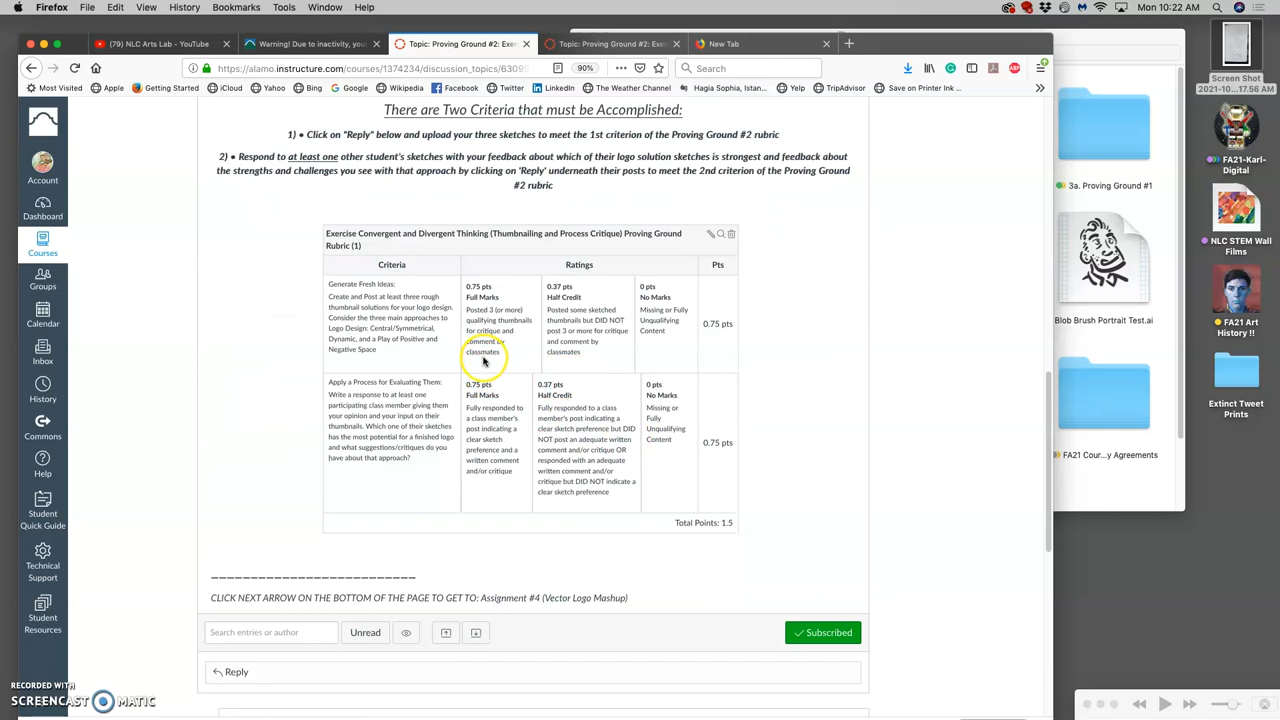 Firefox File Edit View History Bookmarks Tools Window Help
Mon 10:22 AM
(79) NLC Arts Lab - YouTube
Warning! Due to inactivity, you
Topic: Proving Ground #2: Exer
Topic: Proving Ground #2: Exe
New Tab
https://alamo.instructure.com/courses/1374234/discussion_topics/6309
90%
Search
Most Visited Apple Getting Started iCloud Yahoo Bing Google Wikipedia Facebook Twitter LinkedIn The Weather Channel Hagia Sophia, Istan Yelp TripAdvisor Save on Printer Ink ...
Account
Dashboard
Courses
Groups
Calendar
Inbox
History
Commons
Help
Student
Quick Guide
Technical
Support
Student
Resources
There are Two Criteria that must be Accomplished:
1) • Click on "Reply" below and upload your three sketches to meet the 1st criterion of the Proving Ground #2 rubric
2) • Respond to at least one other student's sketches with your feedback about which of their logo solution sketches is strongest and feedback about
the strengths and challenges you see with that approach by clicking on 'Reply' underneath their posts to meet the 2nd criterion of the Proving Ground
#2 rubric
Exercise Convergent and Divergent Thinking (Thumbnailing and Process Critique) Proving Ground
Rubric (1)
Criteria Ratings Pts
Generate Fresh Ideas:
Create and Post at least three rough
thumbnail solutions for your logo design.
Consider the three main approaches to
Logo Design: Central/Symmetrical,
Dynamic, and a Play of Positive and
Negative Space
0.75 pts
Full Marks
Posted 3 (or more)
qualifying thumbnails
for critique and
comment by
classmates
0.37 pts
Half Credit
Posted some sketched
thumbnails but DID NOT
post 3 or more for critique
and comment by
classmates
0 pts
No Marks
Missing or Fully
Unqualifying
Content
0.75 pts
Apply a Process for Evaluating Them:
Write a response to at least one
participating class member giving them
your opinion and your input on their
thumbnails. Which one of their sketches
has the most potential for a finished logo
and what suggestions/critiques do you
have about that approach?
0.75 pts
Full Marks
Fully responded to
a class member's
post indicating a
clear sketch
preference and a
written comment
and/or critique
0.37 pts
Half Credit
Fully responded to a class
member's post indicating a
clear sketch preference but DID
NOT post an adequate written
comment and/or critique OR
responded with an adequate
written comment and/or
critique but DID NOT indicate a
clear sketch preference
0 pts
No Marks
Missing or
Fully
Unqualifying
Content
0.75 pts
Total Points: 1.5
CLICK NEXT ARROW ON THE BOTTOM OF THE PAGE TO GET TO: Assignment #4 (Vector Logo Mashup)
Search entries or author
Unread
Subscribed
Reply
3a. Proving Ground #1
Blob Brush Portrait Test.ai
FA21 Cour...y Agreements
Screen Shot
2021-10...17.56 AM
FA21-Karl-
Digital
NLC STEM Wall
Films
FA21 Art
History !!
Extinct Tweet
Prints
RECORDED WITH
SCREENCAST MATIC